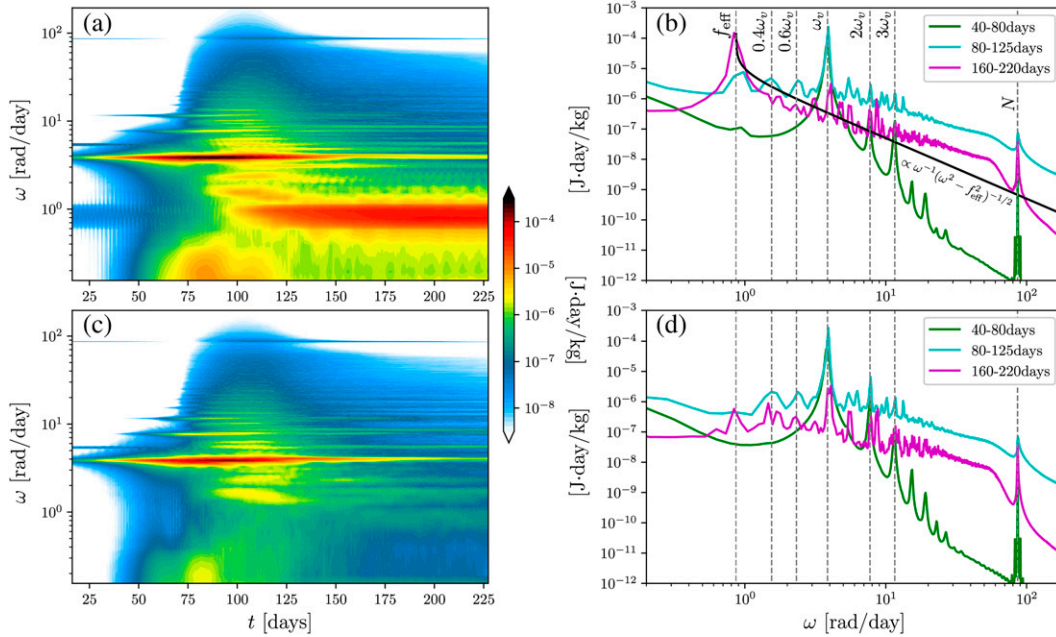 (a)
ω [rad/day]
10²
10¹
10⁰
25 50 75 100 125 150 175 200 225
(c)
ω [rad/day]
10²
10¹
10⁰
25 50 75 100 125 150 175 200 225
t [days]
10⁻⁴
10⁻⁵
10⁻⁶
10⁻⁷
10⁻⁸
[J·day/kg]
(b)
[J·day/kg]
10⁻³
10⁻⁴
10⁻⁵
10⁻⁶
10⁻⁷
10⁻⁸
10⁻⁹
10⁻¹⁰
10⁻¹¹
10⁻¹²
f_eff
0.4ω_v
0.6ω_v
ω_v
2ω_v
3ω_v
N
40-80days
80-125days
160-220days
∝ ω⁻¹(ω² − f²_eff)⁻¹/²
10⁰ 10¹ 10²
(d)
[J·day/kg]
10⁻³
10⁻⁴
10⁻⁵
10⁻⁶
10⁻⁷
10⁻⁸
10⁻⁹
10⁻¹⁰
10⁻¹¹
10⁻¹²
40-80days
80-125days
160-220days
10⁰ 10¹ 10²
ω [rad/day]